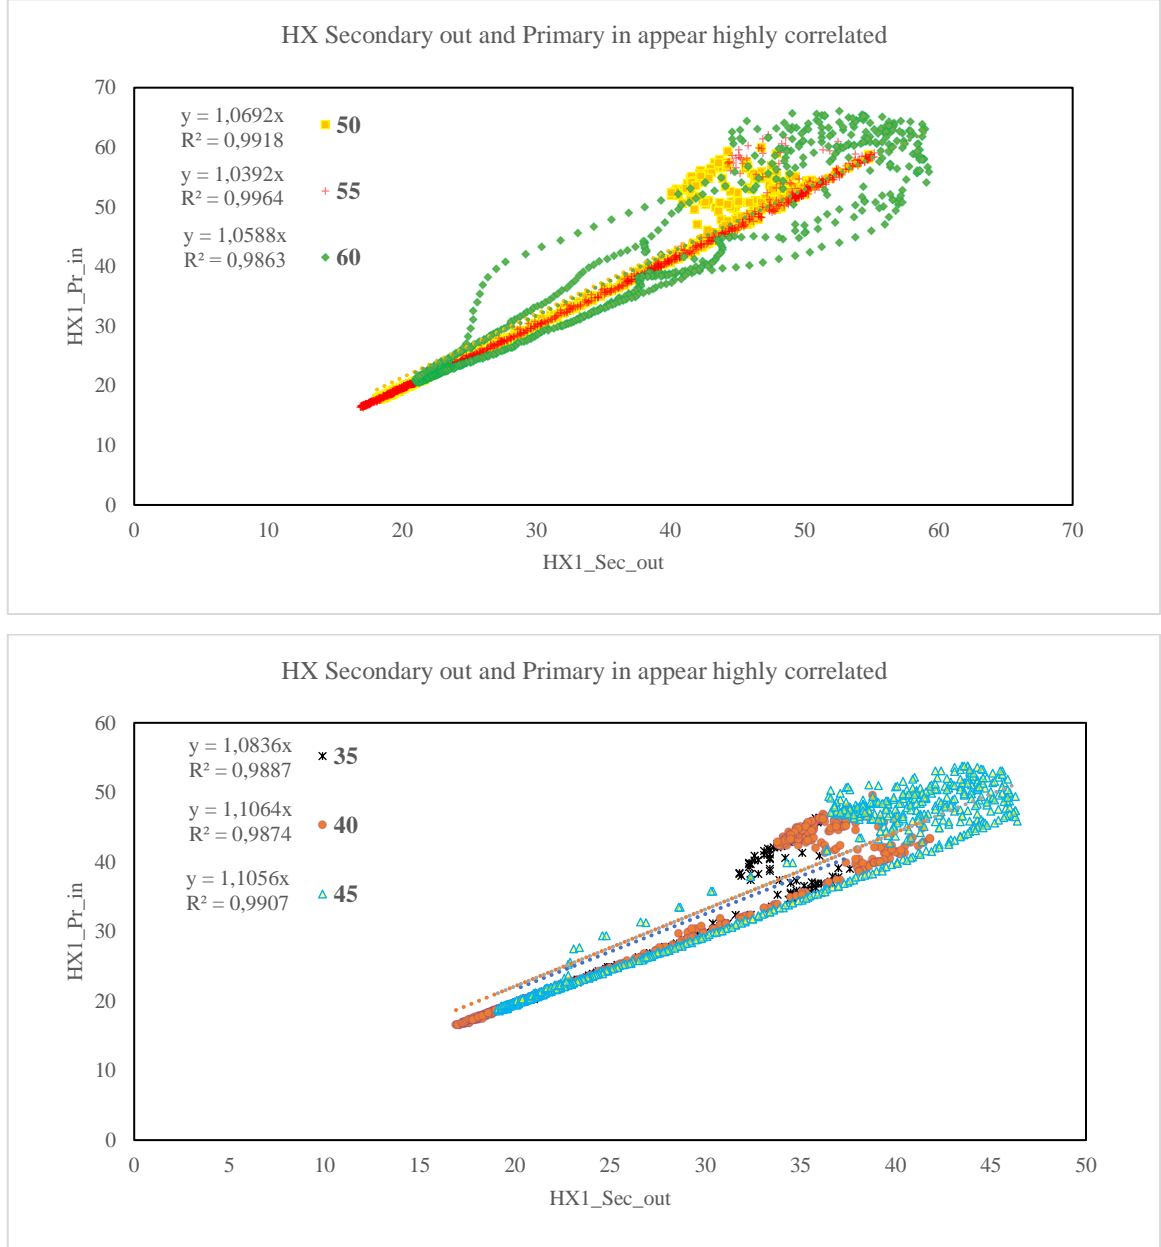 HX Secondary out and Primary in appear highly correlated
y = 1,0692x
R² = 0,9918
50
y = 1,0392x
R² = 0,9964
55
y = 1,0588x
R² = 0,9863
60
70
60
50
40
30
20
10
0
HX1_Pr_in
0 10 20 30 40 50 60 70
HX1_Sec_out
HX Secondary out and Primary in appear highly correlated
y = 1,0836x
R² = 0,9887
35
y = 1,1064x
R² = 0,9874
40
y = 1,1056x
R² = 0,9907
45
60
50
40
30
20
10
0
HX1_Pr_in
0 5 10 15 20 25 30 35 40 45 50
HX1_Sec_out